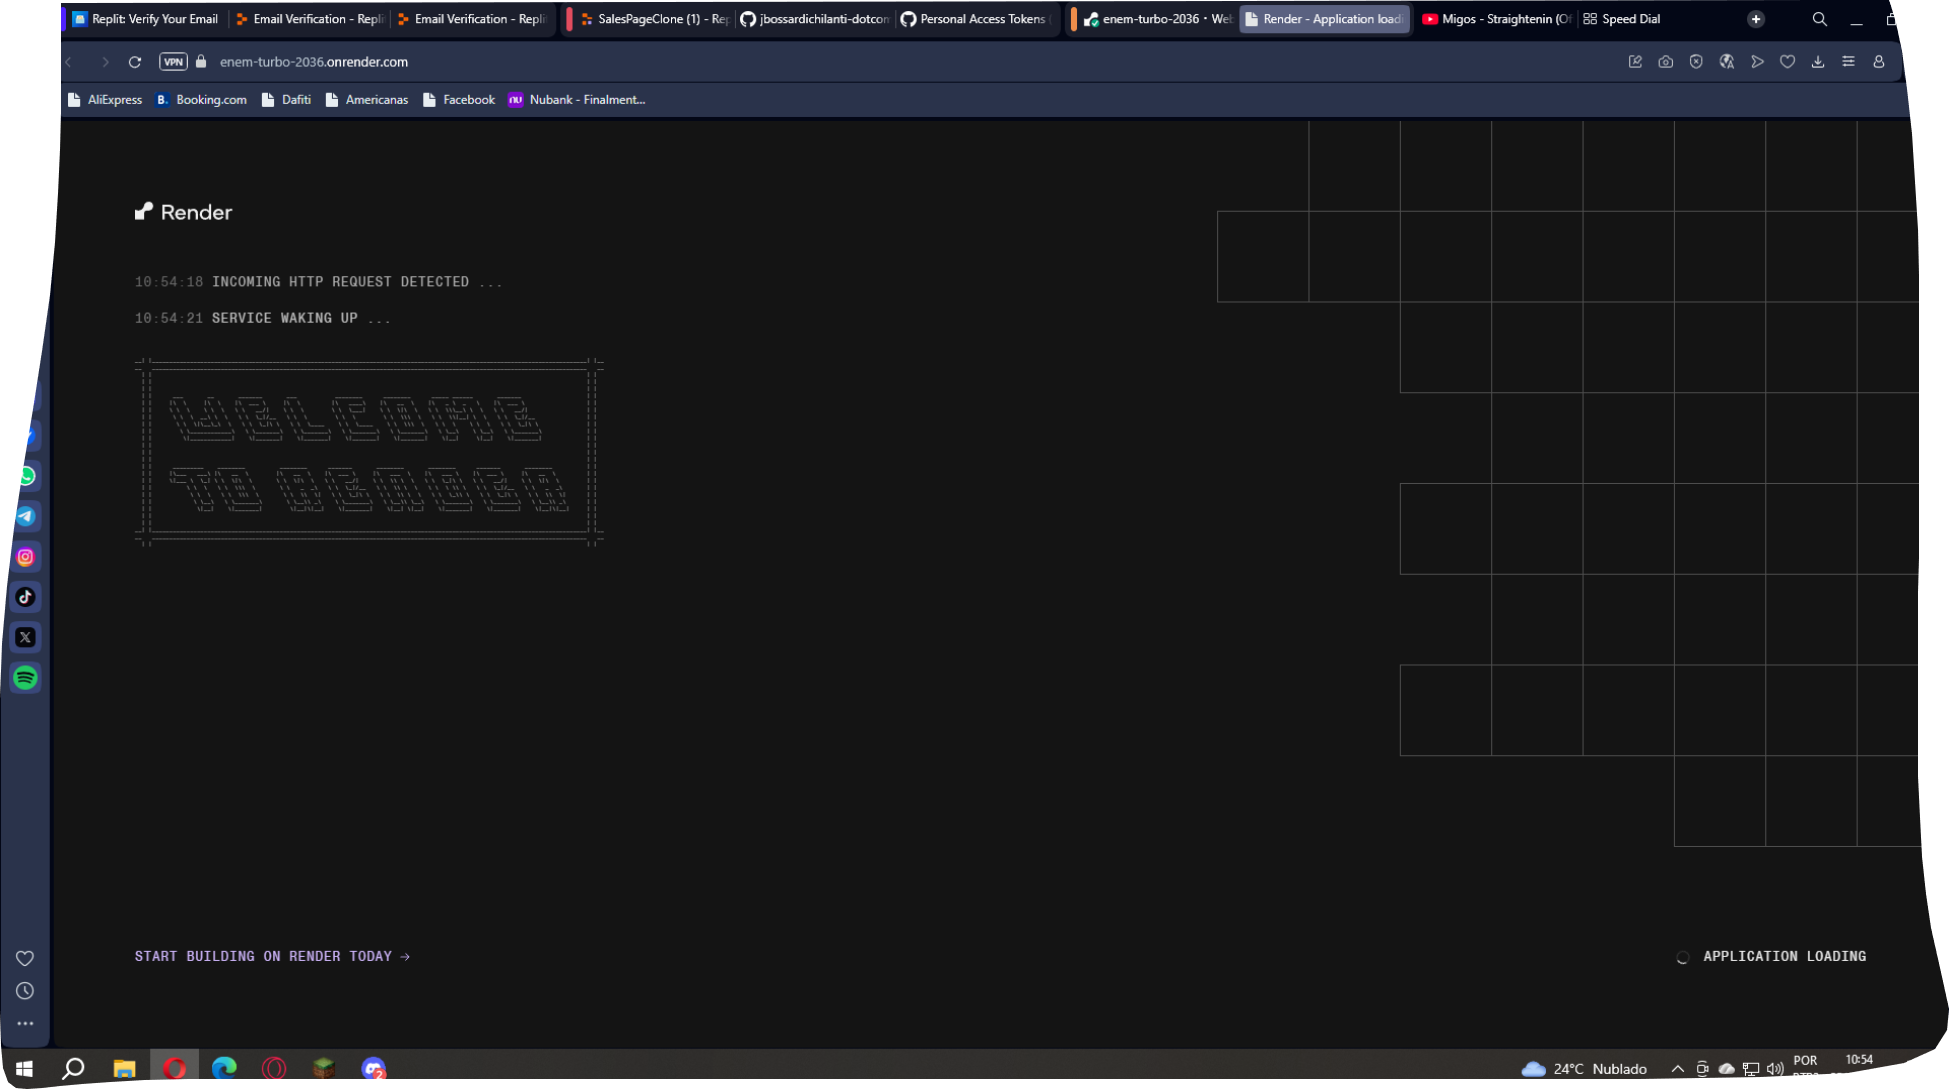 Replit: Verify Your Email
Email Verification - Repli
Email Verification - Repli
SalesPageClone (1) - Rep
jbossardichilanti-dotcom
Personal Access Tokens (
enem-turbo-2036 • Web
Render - Application loadi
Migos - Straightenin (Of
Speed Dial
VPN enem-turbo-2036.onrender.com
AliExpress B. Booking.com Dafiti Americanas Facebook nu Nubank - Finalment...
Render
10:54:18 INCOMING HTTP REQUEST DETECTED ...
10:54:21 SERVICE WAKING UP ...
WELCOME
TO RENDER
START BUILDING ON RENDER TODAY →
APPLICATION LOADING
2 24°C Nublado POR 10:54